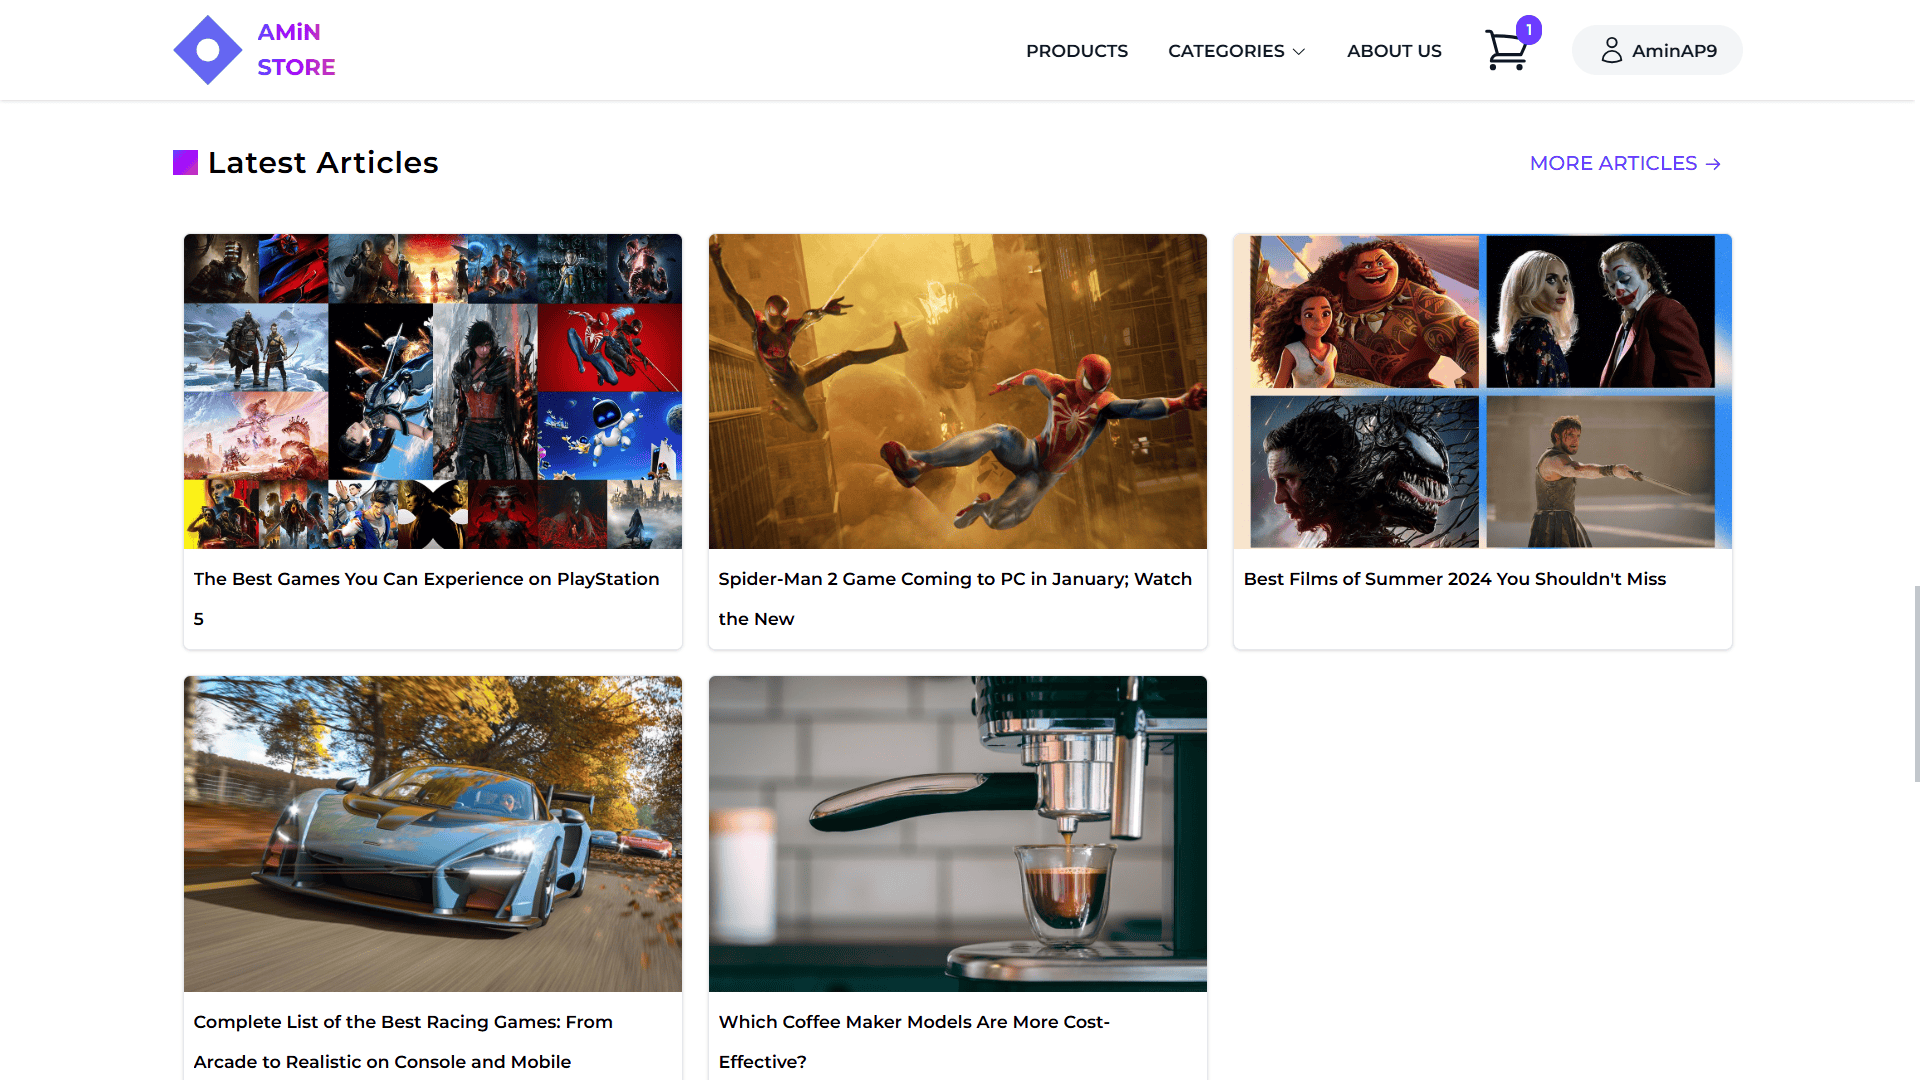 AMiN
STORE
PRODUCTS
CATEGORIES
ABOUT US
1
AminAP9
Latest Articles
MORE ARTICLES →
The Best Games You Can Experience on PlayStation
5
Spider-Man 2 Game Coming to PC in January; Watch
the New
Best Films of Summer 2024 You Shouldn't Miss
Complete List of the Best Racing Games: From
Arcade to Realistic on Console and Mobile
Which Coffee Maker Models Are More Cost-
Effective?